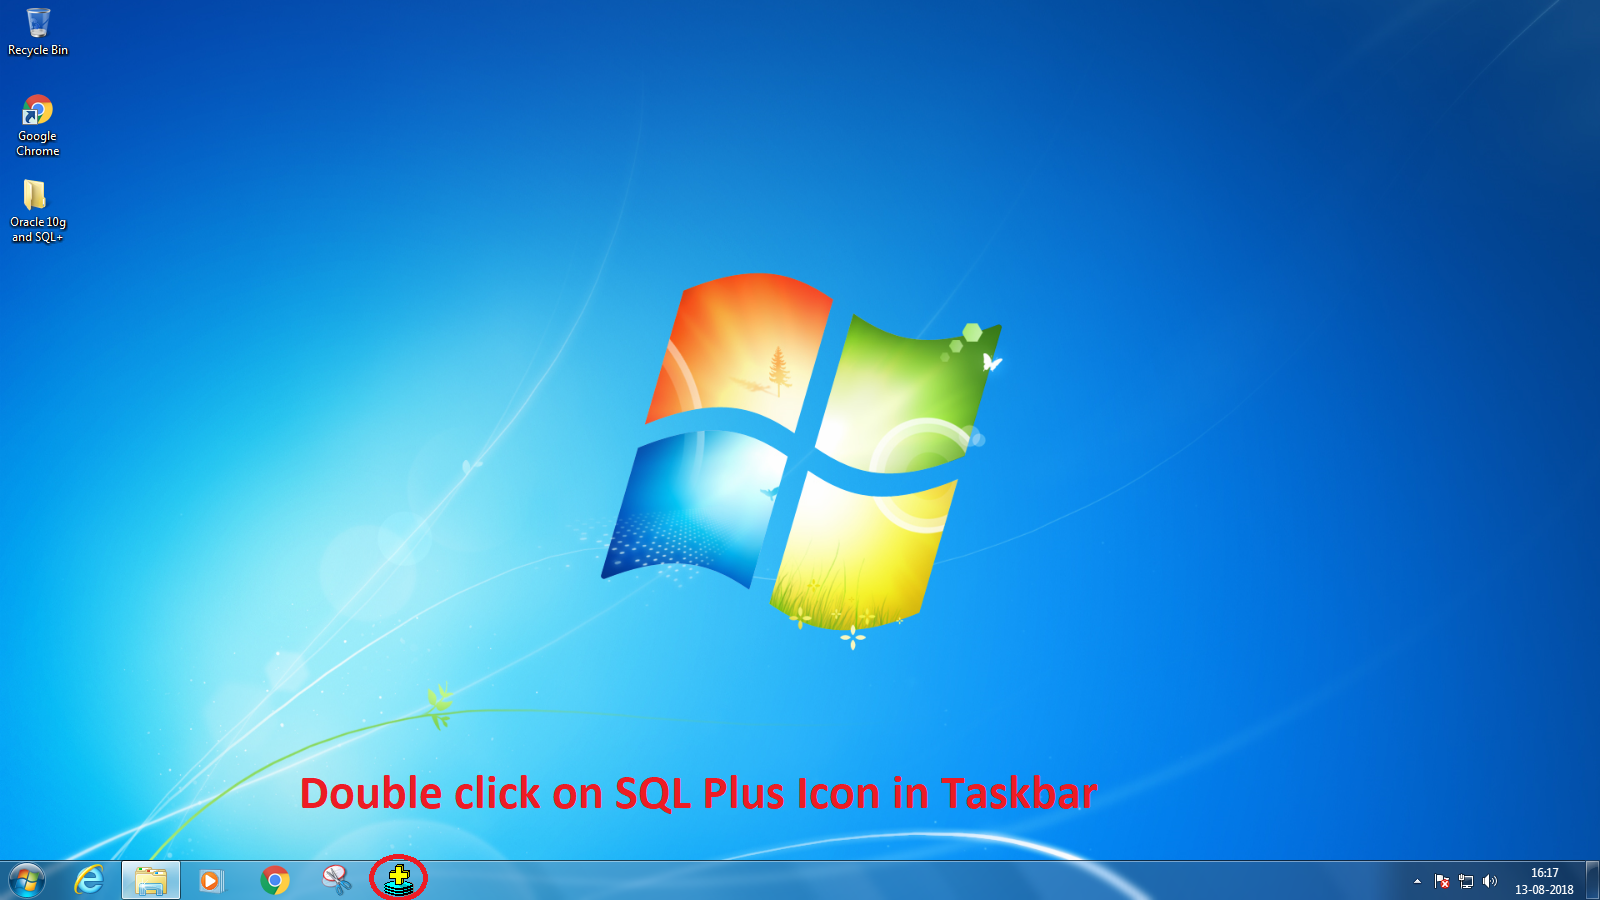 Recycle Bin
Google
Chrome
Oracle 10g
and SQL+
Double click on SQL Plus Icon in Taskbar
16:17
13-08-2018